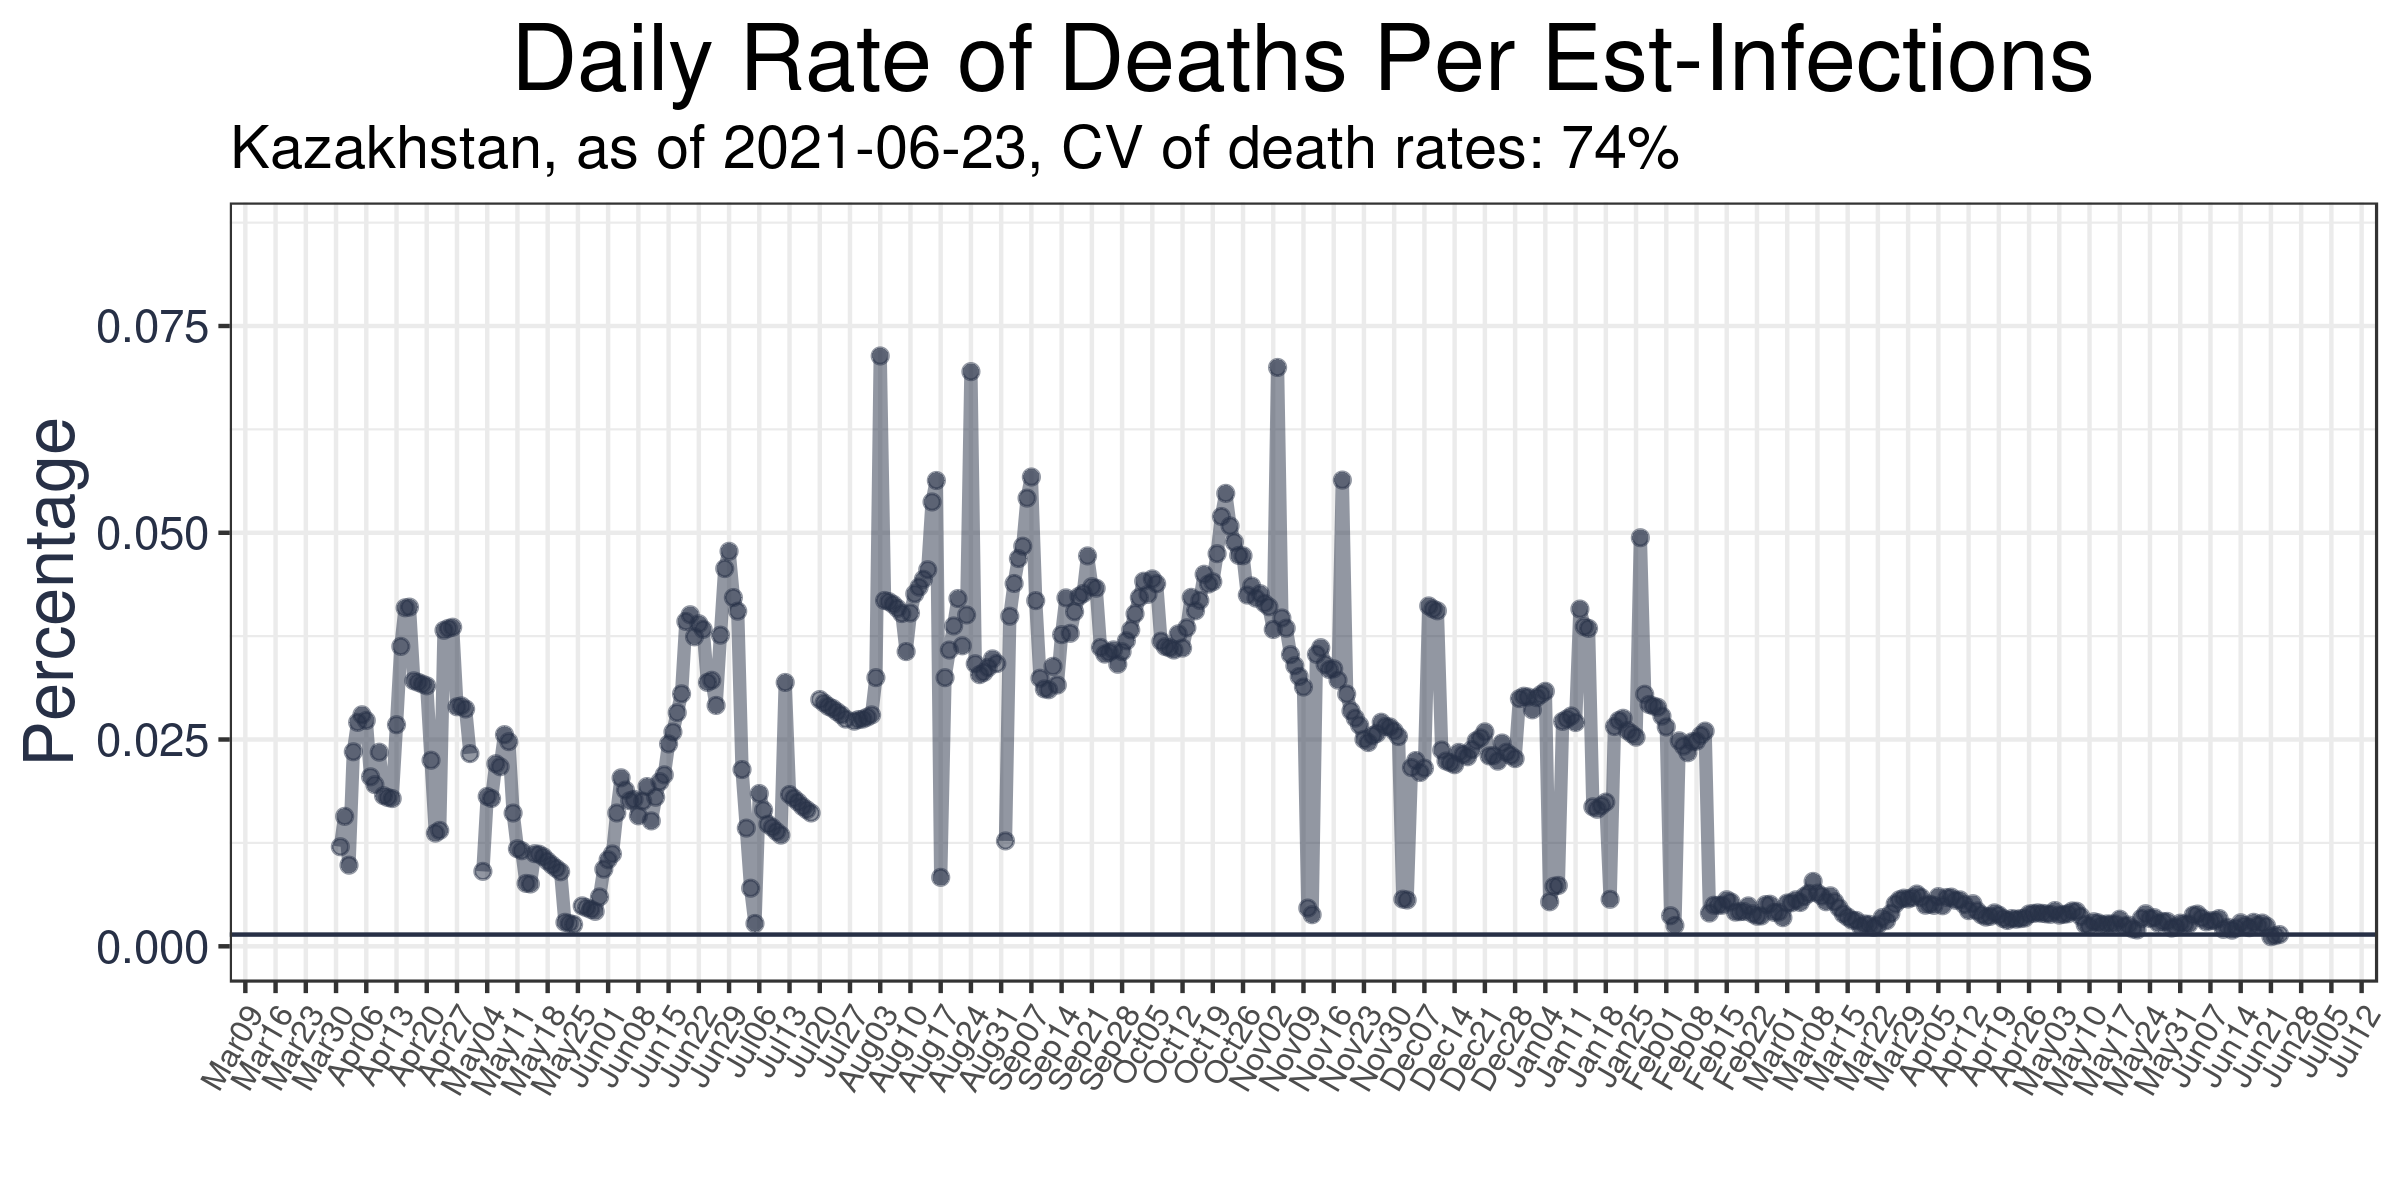 Daily Rate of Deaths Per Est-Infections
Kazakhstan, as of 2021-06-23, CV of death rates: 74%
Percentage
0.075
0.050
0.025
0.000
Mar09
Mar16
Mar23
Mar30
Apr06
Apr13
Apr20
Apr27
May04
May11
May18
May25
Jun01
Jun08
Jun15
Jun22
Jun29
Jul06
Jul13
Jul20
Jul27
Aug03
Aug10
Aug17
Aug24
Aug31
Sep07
Sep14
Sep21
Sep28
Oct05
Oct12
Oct19
Oct26
Nov02
Nov09
Nov16
Nov23
Nov30
Dec07
Dec14
Dec21
Dec28
Jan04
Jan11
Jan18
Jan25
Feb01
Feb08
Feb15
Feb22
Mar01
Mar08
Mar15
Mar22
Mar29
Apr05
Apr12
Apr19
Apr26
May03
May10
May17
May24
May31
Jun07
Jun14
Jun21
Jun28
Jul05
Jul12